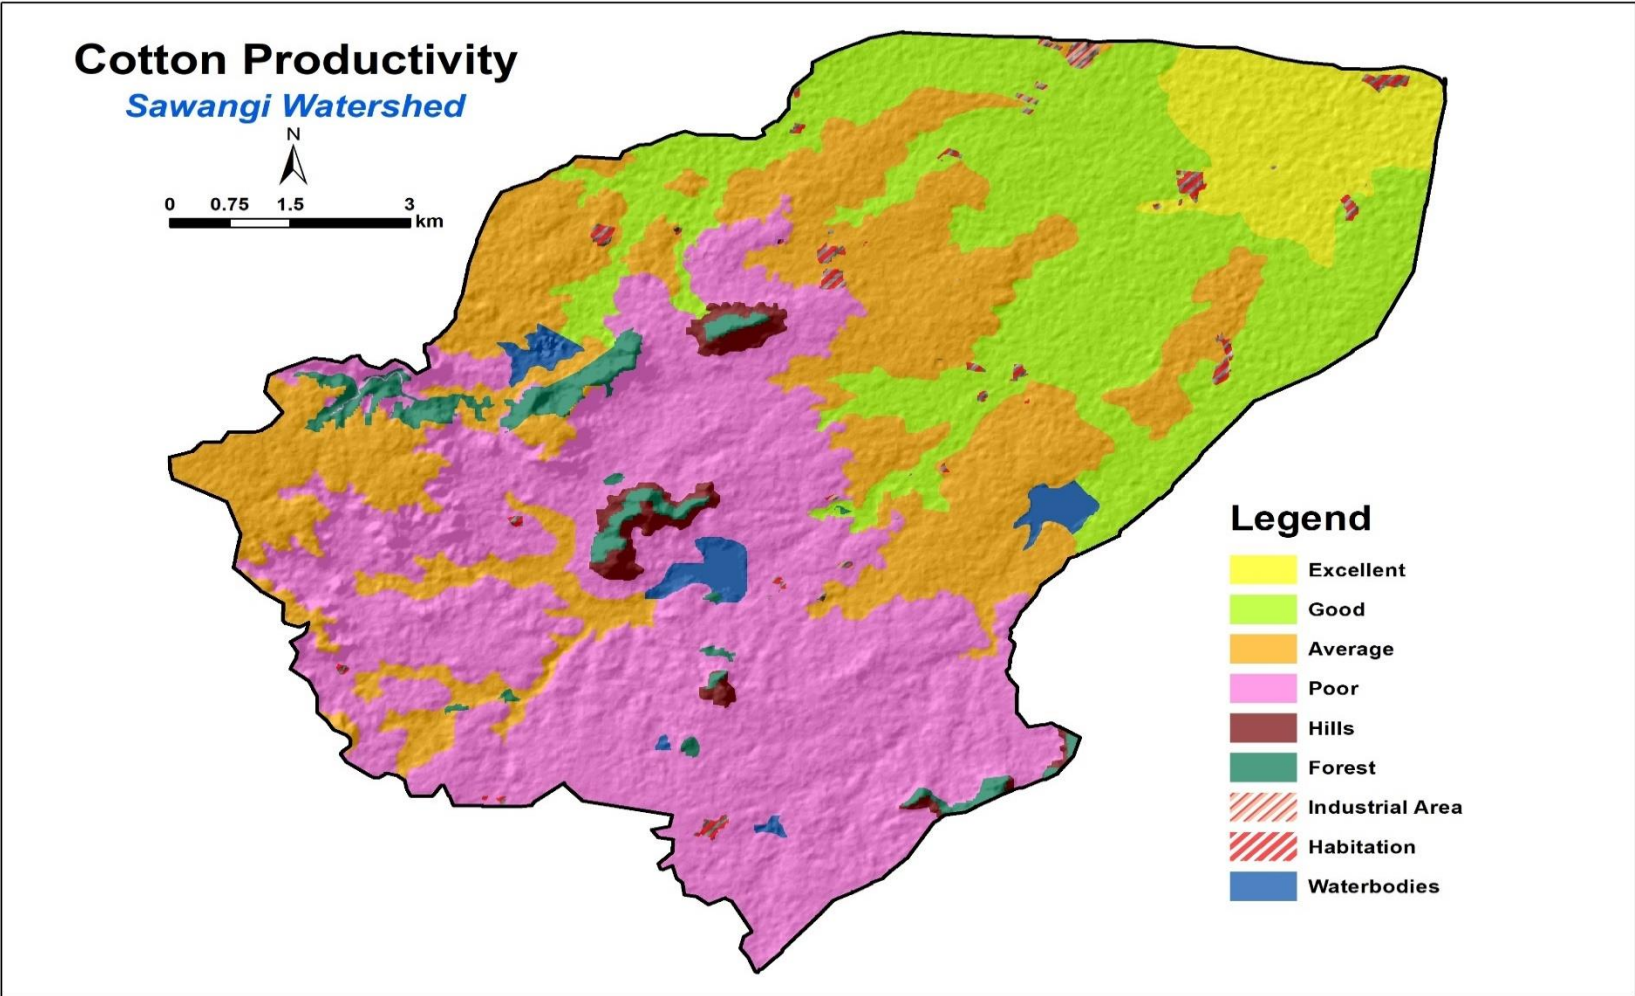 Cotton Productivity
Sawangi Watershed
N
0 0.75 1.5 3
km
Legend
Excellent
Good
Average
Poor
Hills
Forest
Industrial Area
Habitation
Waterbodies